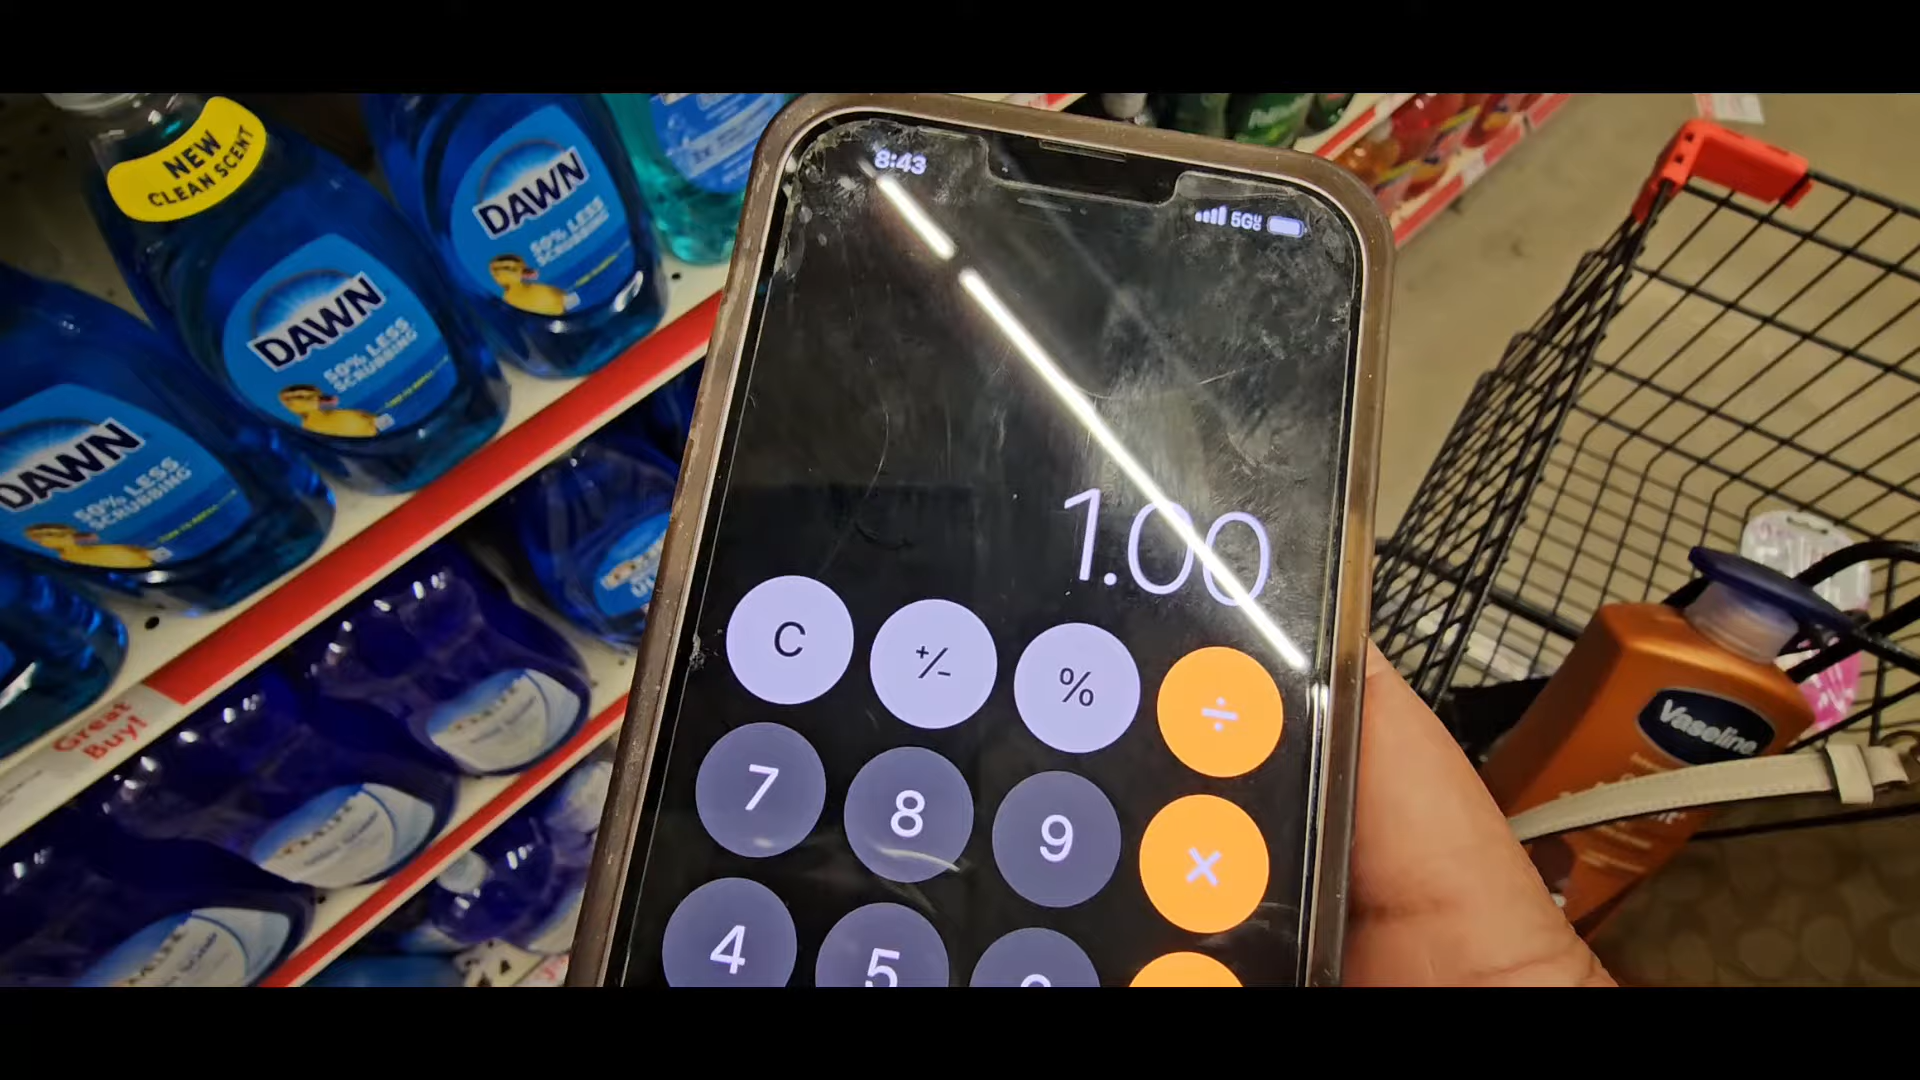 NEW
CLEAN SCENT
DAWN
50% LESS
SCRUBBING
DAWN
50% LESS
SCRUBBING
DAWN
50% LESS
SCRUBBING
Great
Buy!
8:43
5G
1.00
C
+/-
%
÷
7
8
9
×
4
5
Vaseline